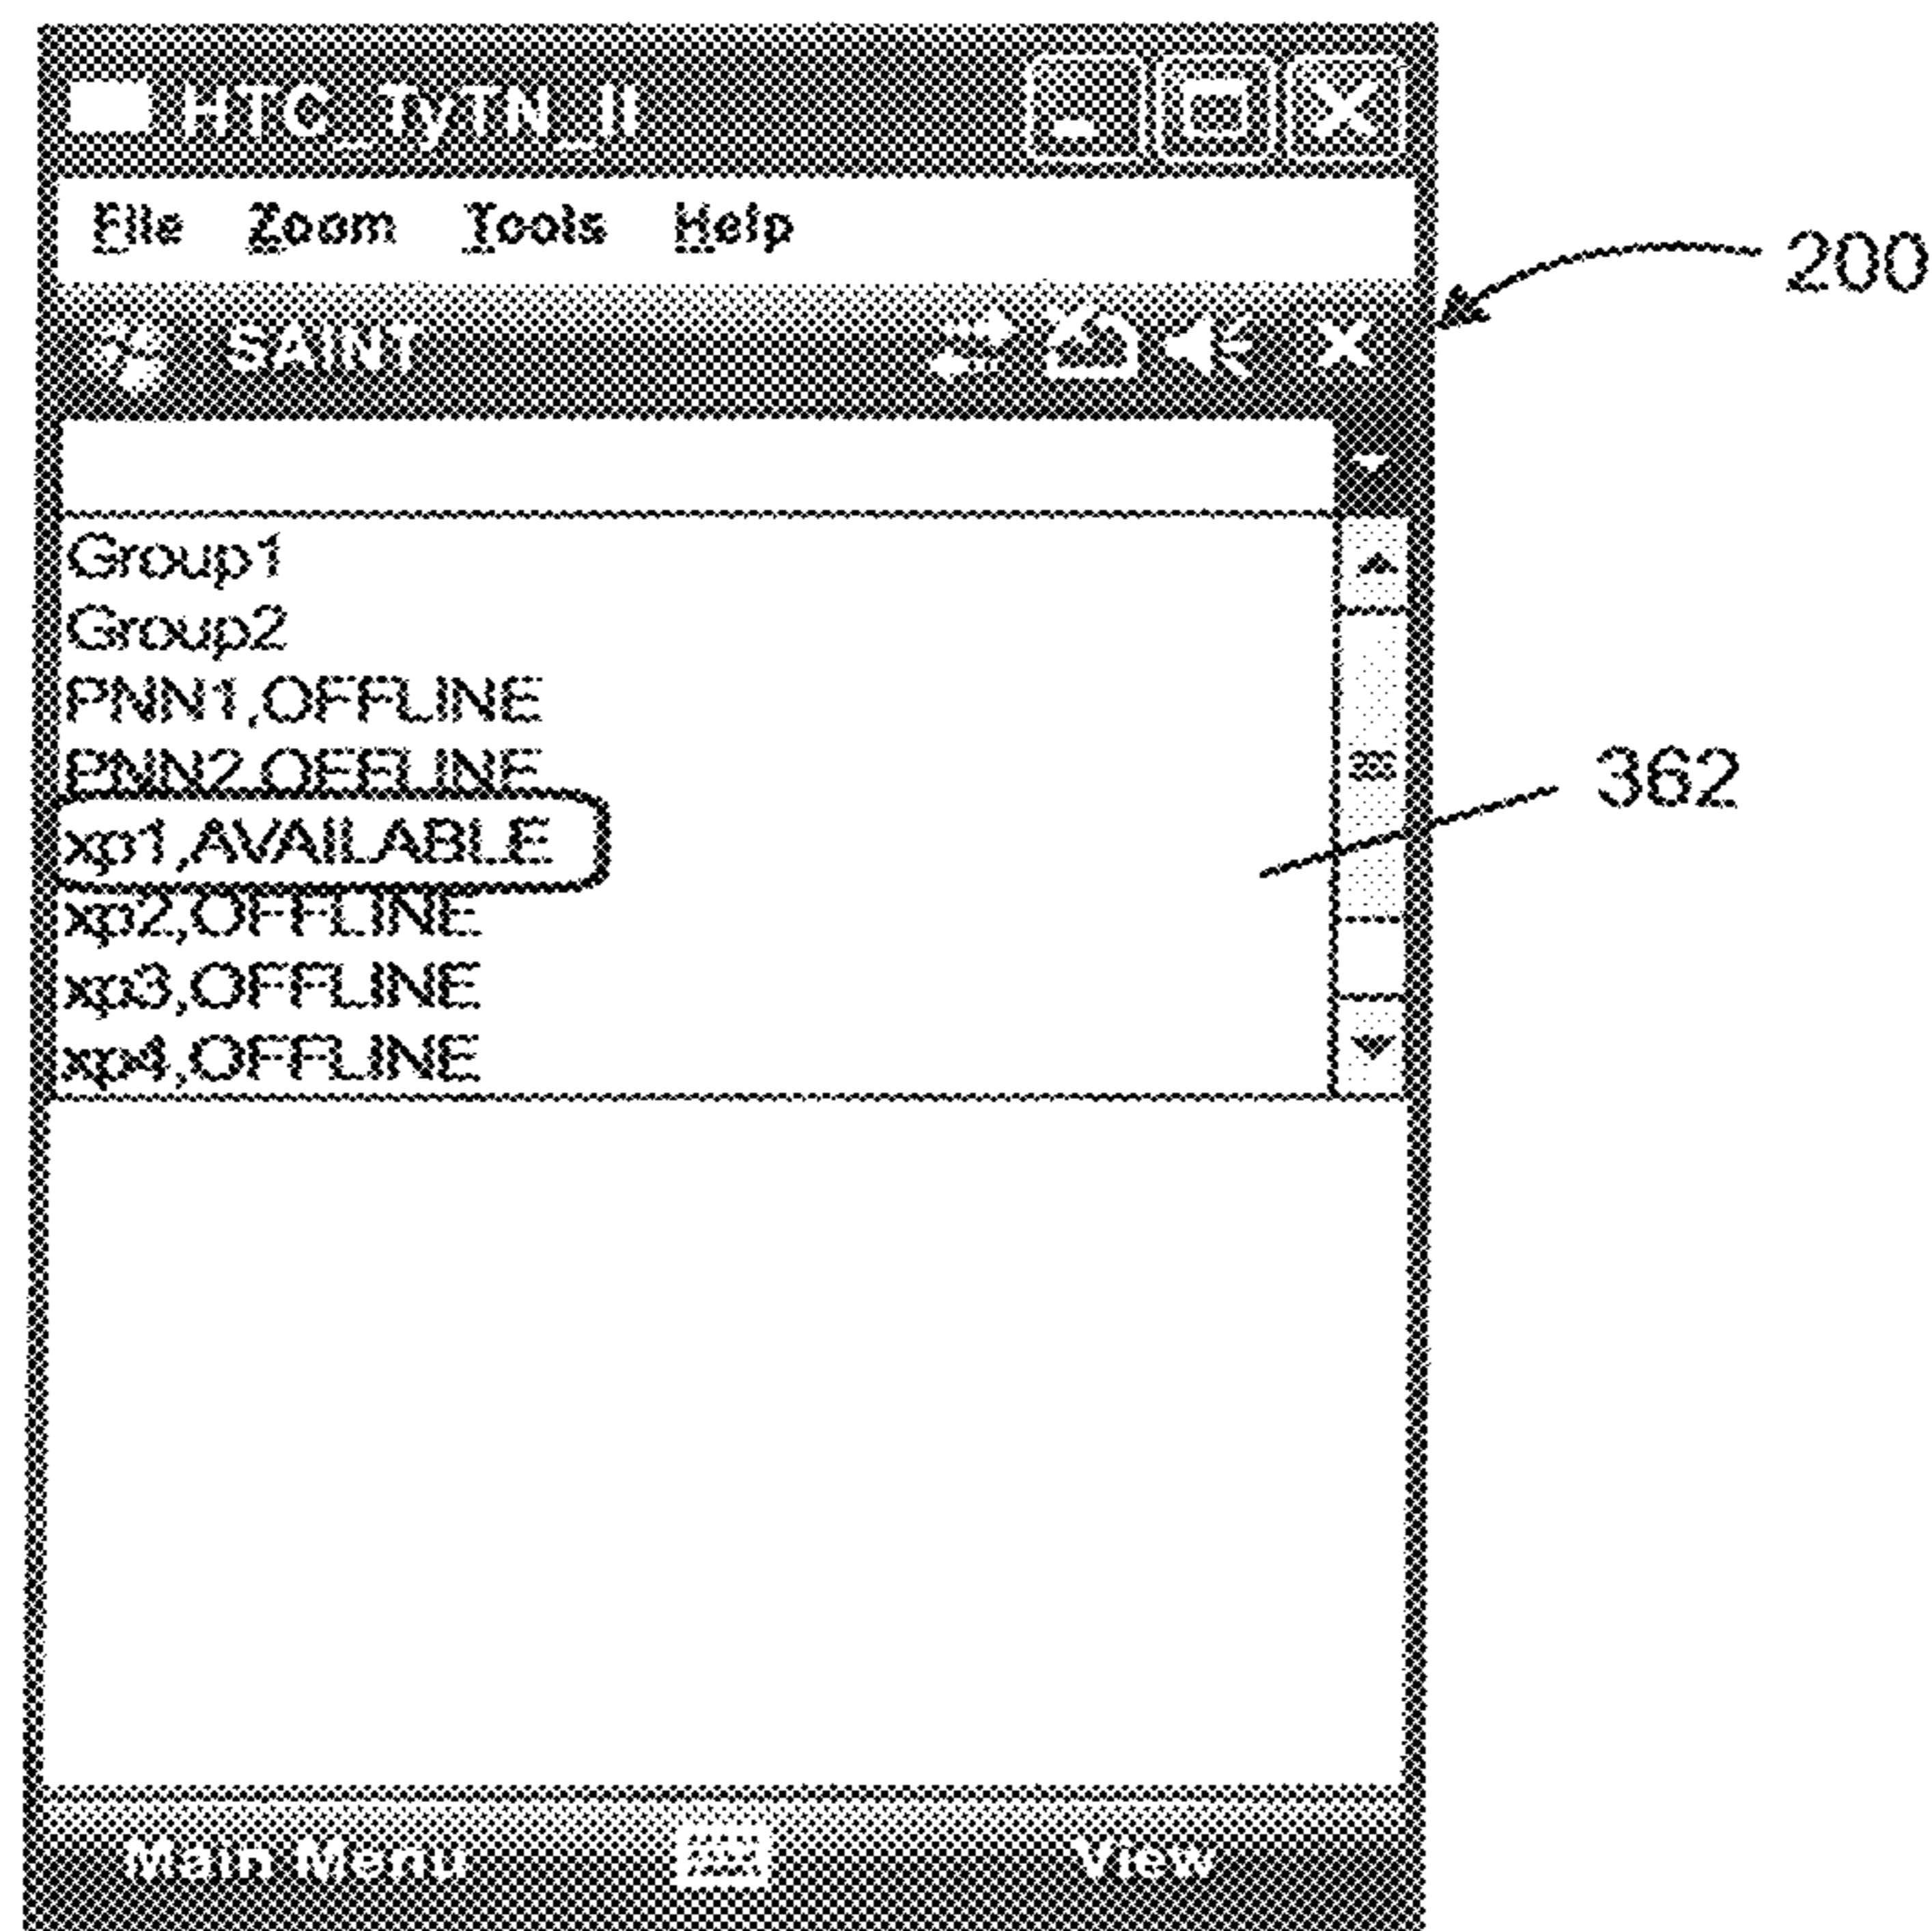 HTC_TyTN_II
File Zoom Tools Help
200
SAINT
Group1
Group2
PNN1,OFFLINE
PNN2,OFFLINE
362
xp1,AVAILABLE
xp2,OFFLINE
xp3,OFFLINE
xp4,OFFLINE
Main Menu View